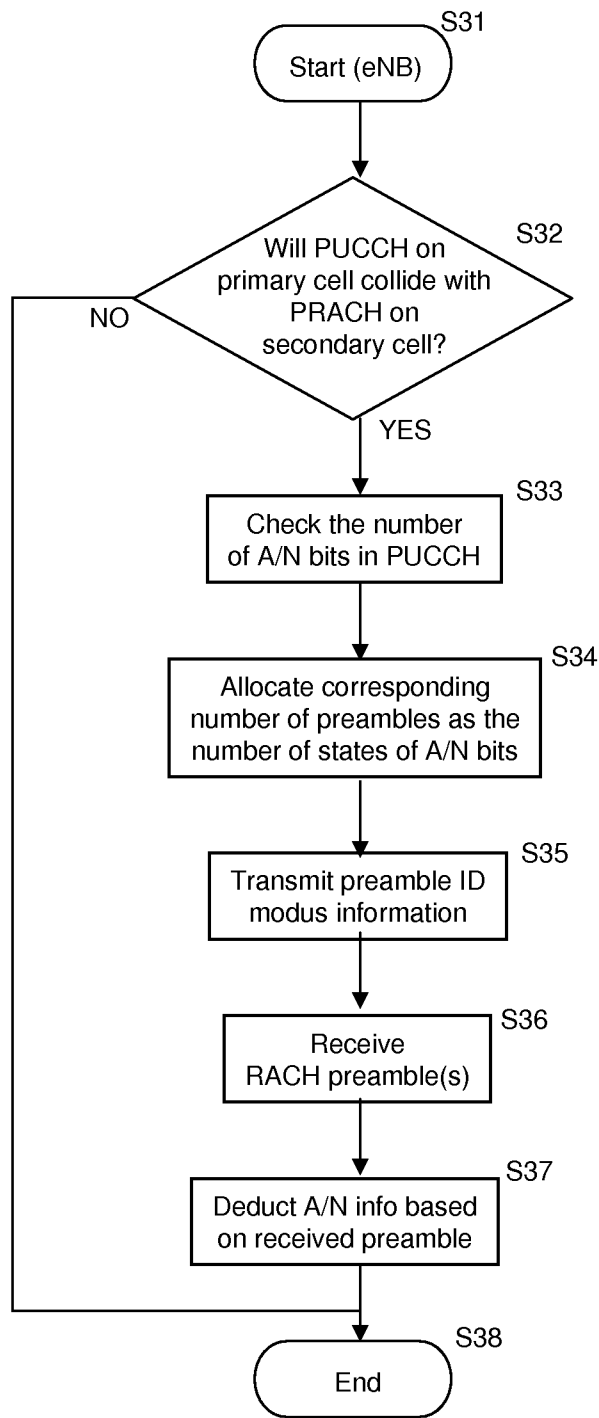 S31
Start (eNB)
S32
Will PUCCH on
primary cell collide with
PRACH on
secondary cell?
NO
YES
S33
Check the number
of A/N bits in PUCCH
S34
Allocate corresponding
number of preambles as the
number of states of A/N bits
S35
Transmit preamble ID
modus information
S36
Receive
RACH preamble(s)
S37
Deduct A/N info based
on received preamble
S38
End